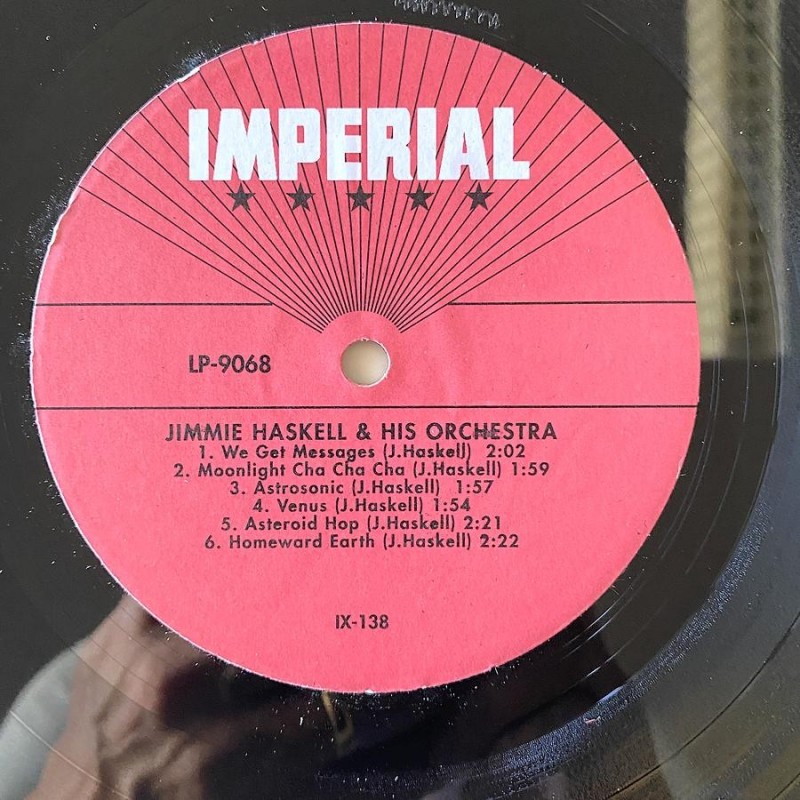 IMPERIAL
LP-9068
JIMMIE HASKELL & HIS ORCHESTRA
1. We Get Messages (J.Haskell) 2:02
2. Moonlight Cha Cha Cha (J.Haskell) 1:59
3. Astrosonic (J.Haskell) 1:57
4. Venus (J.Haskell) 1:54
5. Asteroid Hop (J.Haskell) 2:21
6. Homeward Earth (J.Haskell) 2:22
IX-138